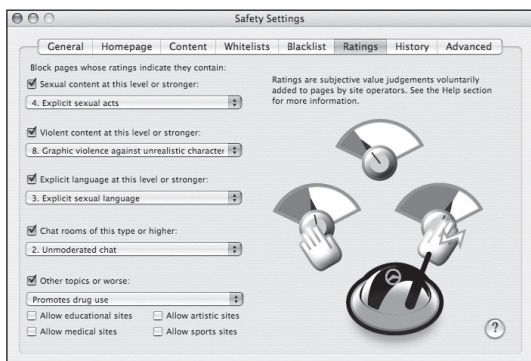 Safety Settings
General Homepage Content Whitelists Blacklist Ratings History Advanced
Block pages whose ratings indicate they contain:
Sexual content at this level or stronger:
4. Explicit sexual acts
Violent content at this level or stronger:
8. Graphic violence against unrealistic character
Explicit language at this level or stronger:
3. Explicit sexual language
Chat rooms of this type or higher:
2. Unmoderated chat
Other topics or worse:
Promotes drug use
Allow educational sites Allow artistic sites
Allow medical sites Allow sports sites
Ratings are subjective value judgements voluntarily
added to pages by site operators. See the Help section
for more information.
?